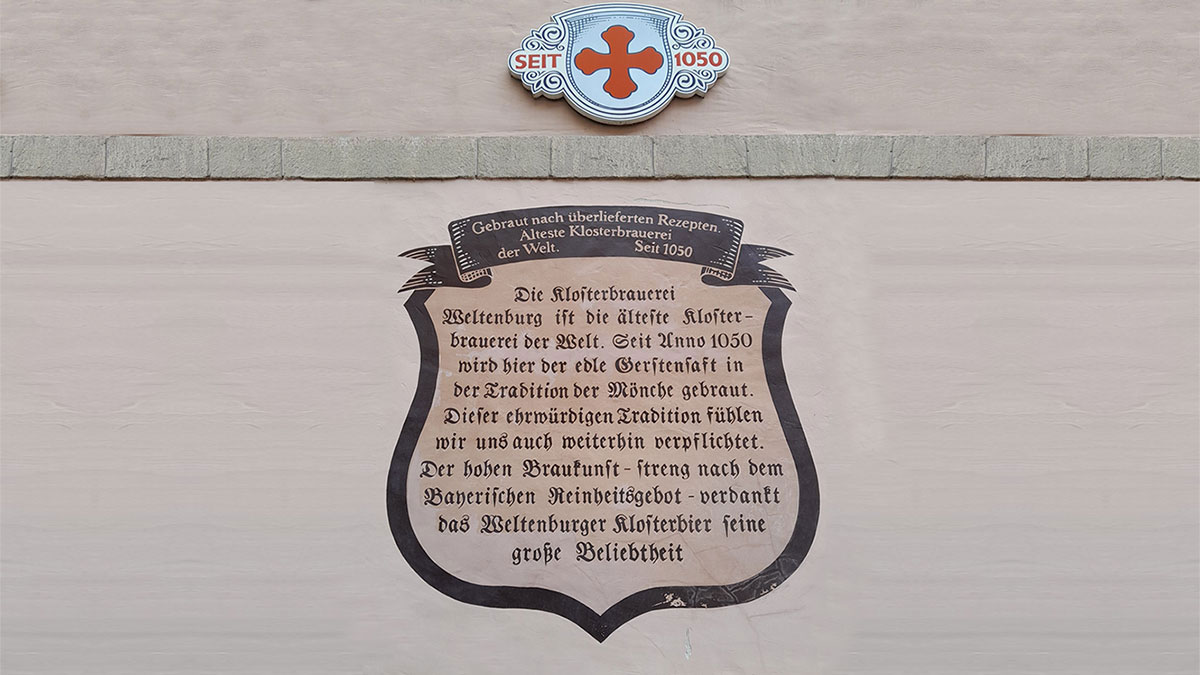 SEIT 1050
Gebraut nach überlieferten Rezepten.
Älteste Klosterbrauerei
der Welt. Seit 1050
Die Kloſterbrauerei
Weltenburg iſt die älteſte Kloſter-
brauerei der Welt. Seit Anno 1050
wird hier der edle Gerſtenſaft in
der Tradition der Mönche gebraut.
Dieſer ehrwürdigen Tradition fühlen
wir uns auch weiterhin verpflichtet.
Der hohen Braukunſt - ſtreng nach dem
Bayeriſchen Reinheitsgebot - verdankt
das Weltenburger Kloſterbier ſeine
große Beliebtheit